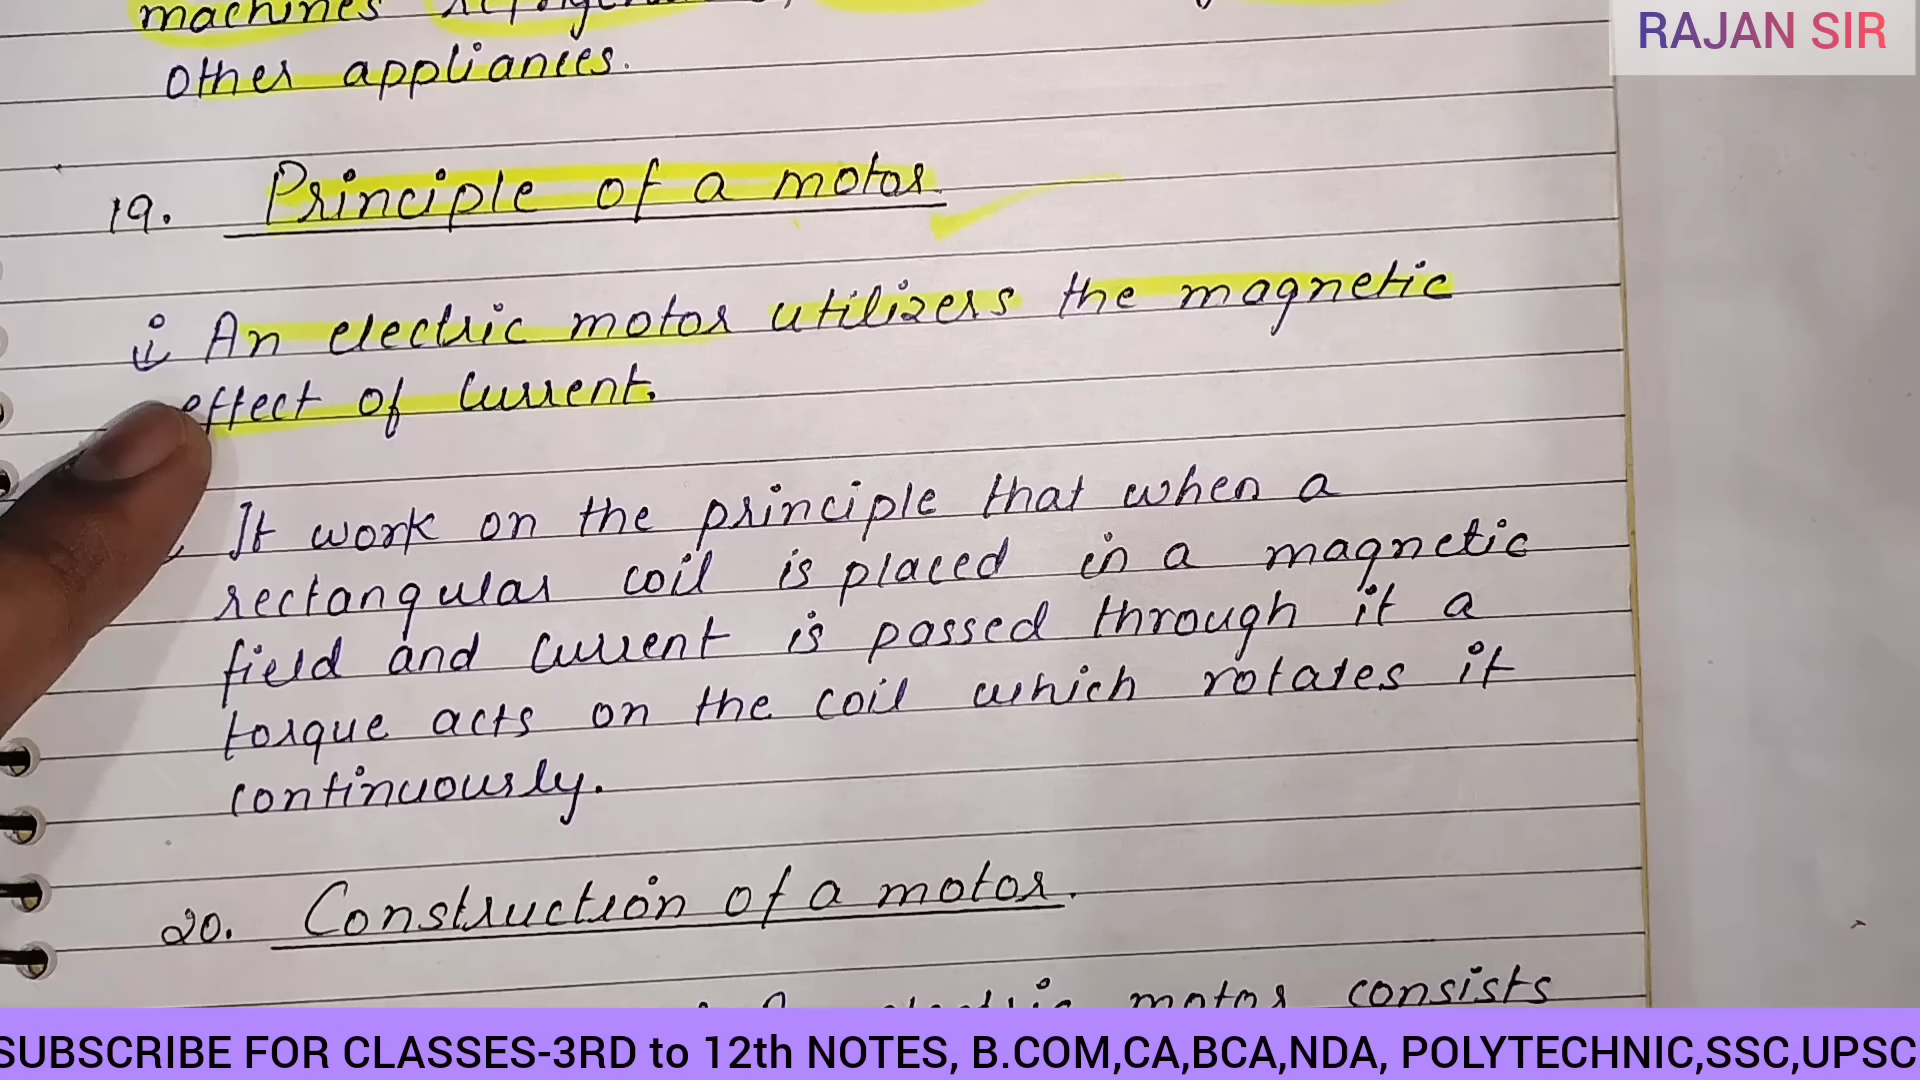 machines
RAJAN SIR
other appliances.
19. Principle of a motor
i An electric motor utilizers the magnetic
effect of current.
It work on the principle that when a
rectangular coil is placed in a magnetic
field and current is passed through it a
torque acts on the coil which rotates it
continuously.
20. Construction of a motor.
motor consists
SUBSCRIBE FOR CLASSES-3RD to 12th NOTES, B.COM,CA,BCA,NDA, POLYTECHNIC,SSC,UPSC